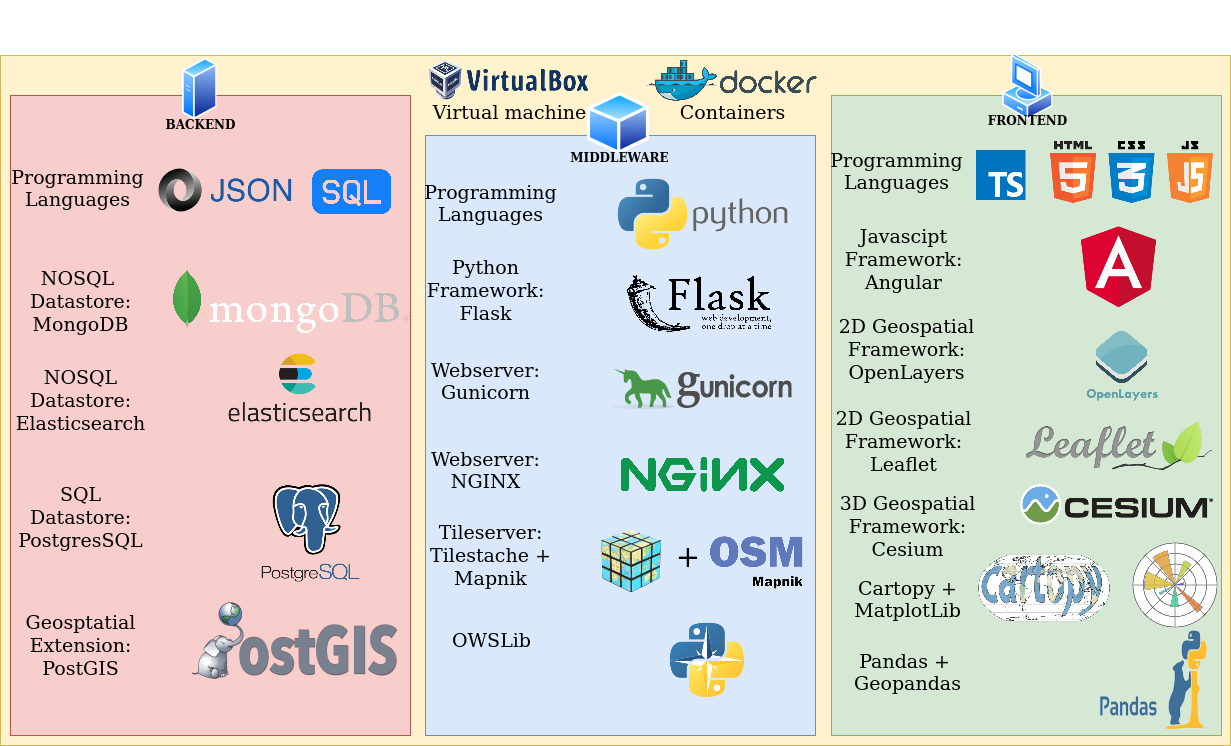 VirtualBox
Virtual machine
docker
Containers
BACKEND
Programming
Languages
JSON
SQL
NOSQL
Datastore:
MongoDB
mongoDB
NOSQL
Datastore:
Elasticsearch
elasticsearch
SQL
Datastore:
PostgresSQL
PostgreSQL
Geosptatial
Extension:
PostGIS
PostGIS
MIDDLEWARE
Programming
Languages
python
Python
Framework:
Flask
Flask
web development,
one drop at a time
Webserver:
Gunicorn
gunicorn
Webserver:
NGINX
NGINX
Tileserver:
Tilestache +
Mapnik
+
OSM
Mapnik
OWSLib
FRONTEND
Programming
Languages
TS
HTML
5
CSS
3
JS
JS
Javascipt
Framework:
Angular
A
2D Geospatial
Framework:
OpenLayers
OpenLayers
2D Geospatial
Framework:
Leaflet
Leaflet
3D Geospatial
Framework:
Cesium
CESIUM
Cartopy +
MatplotLib
Cartopy
Pandas +
Geopandas
Pandas